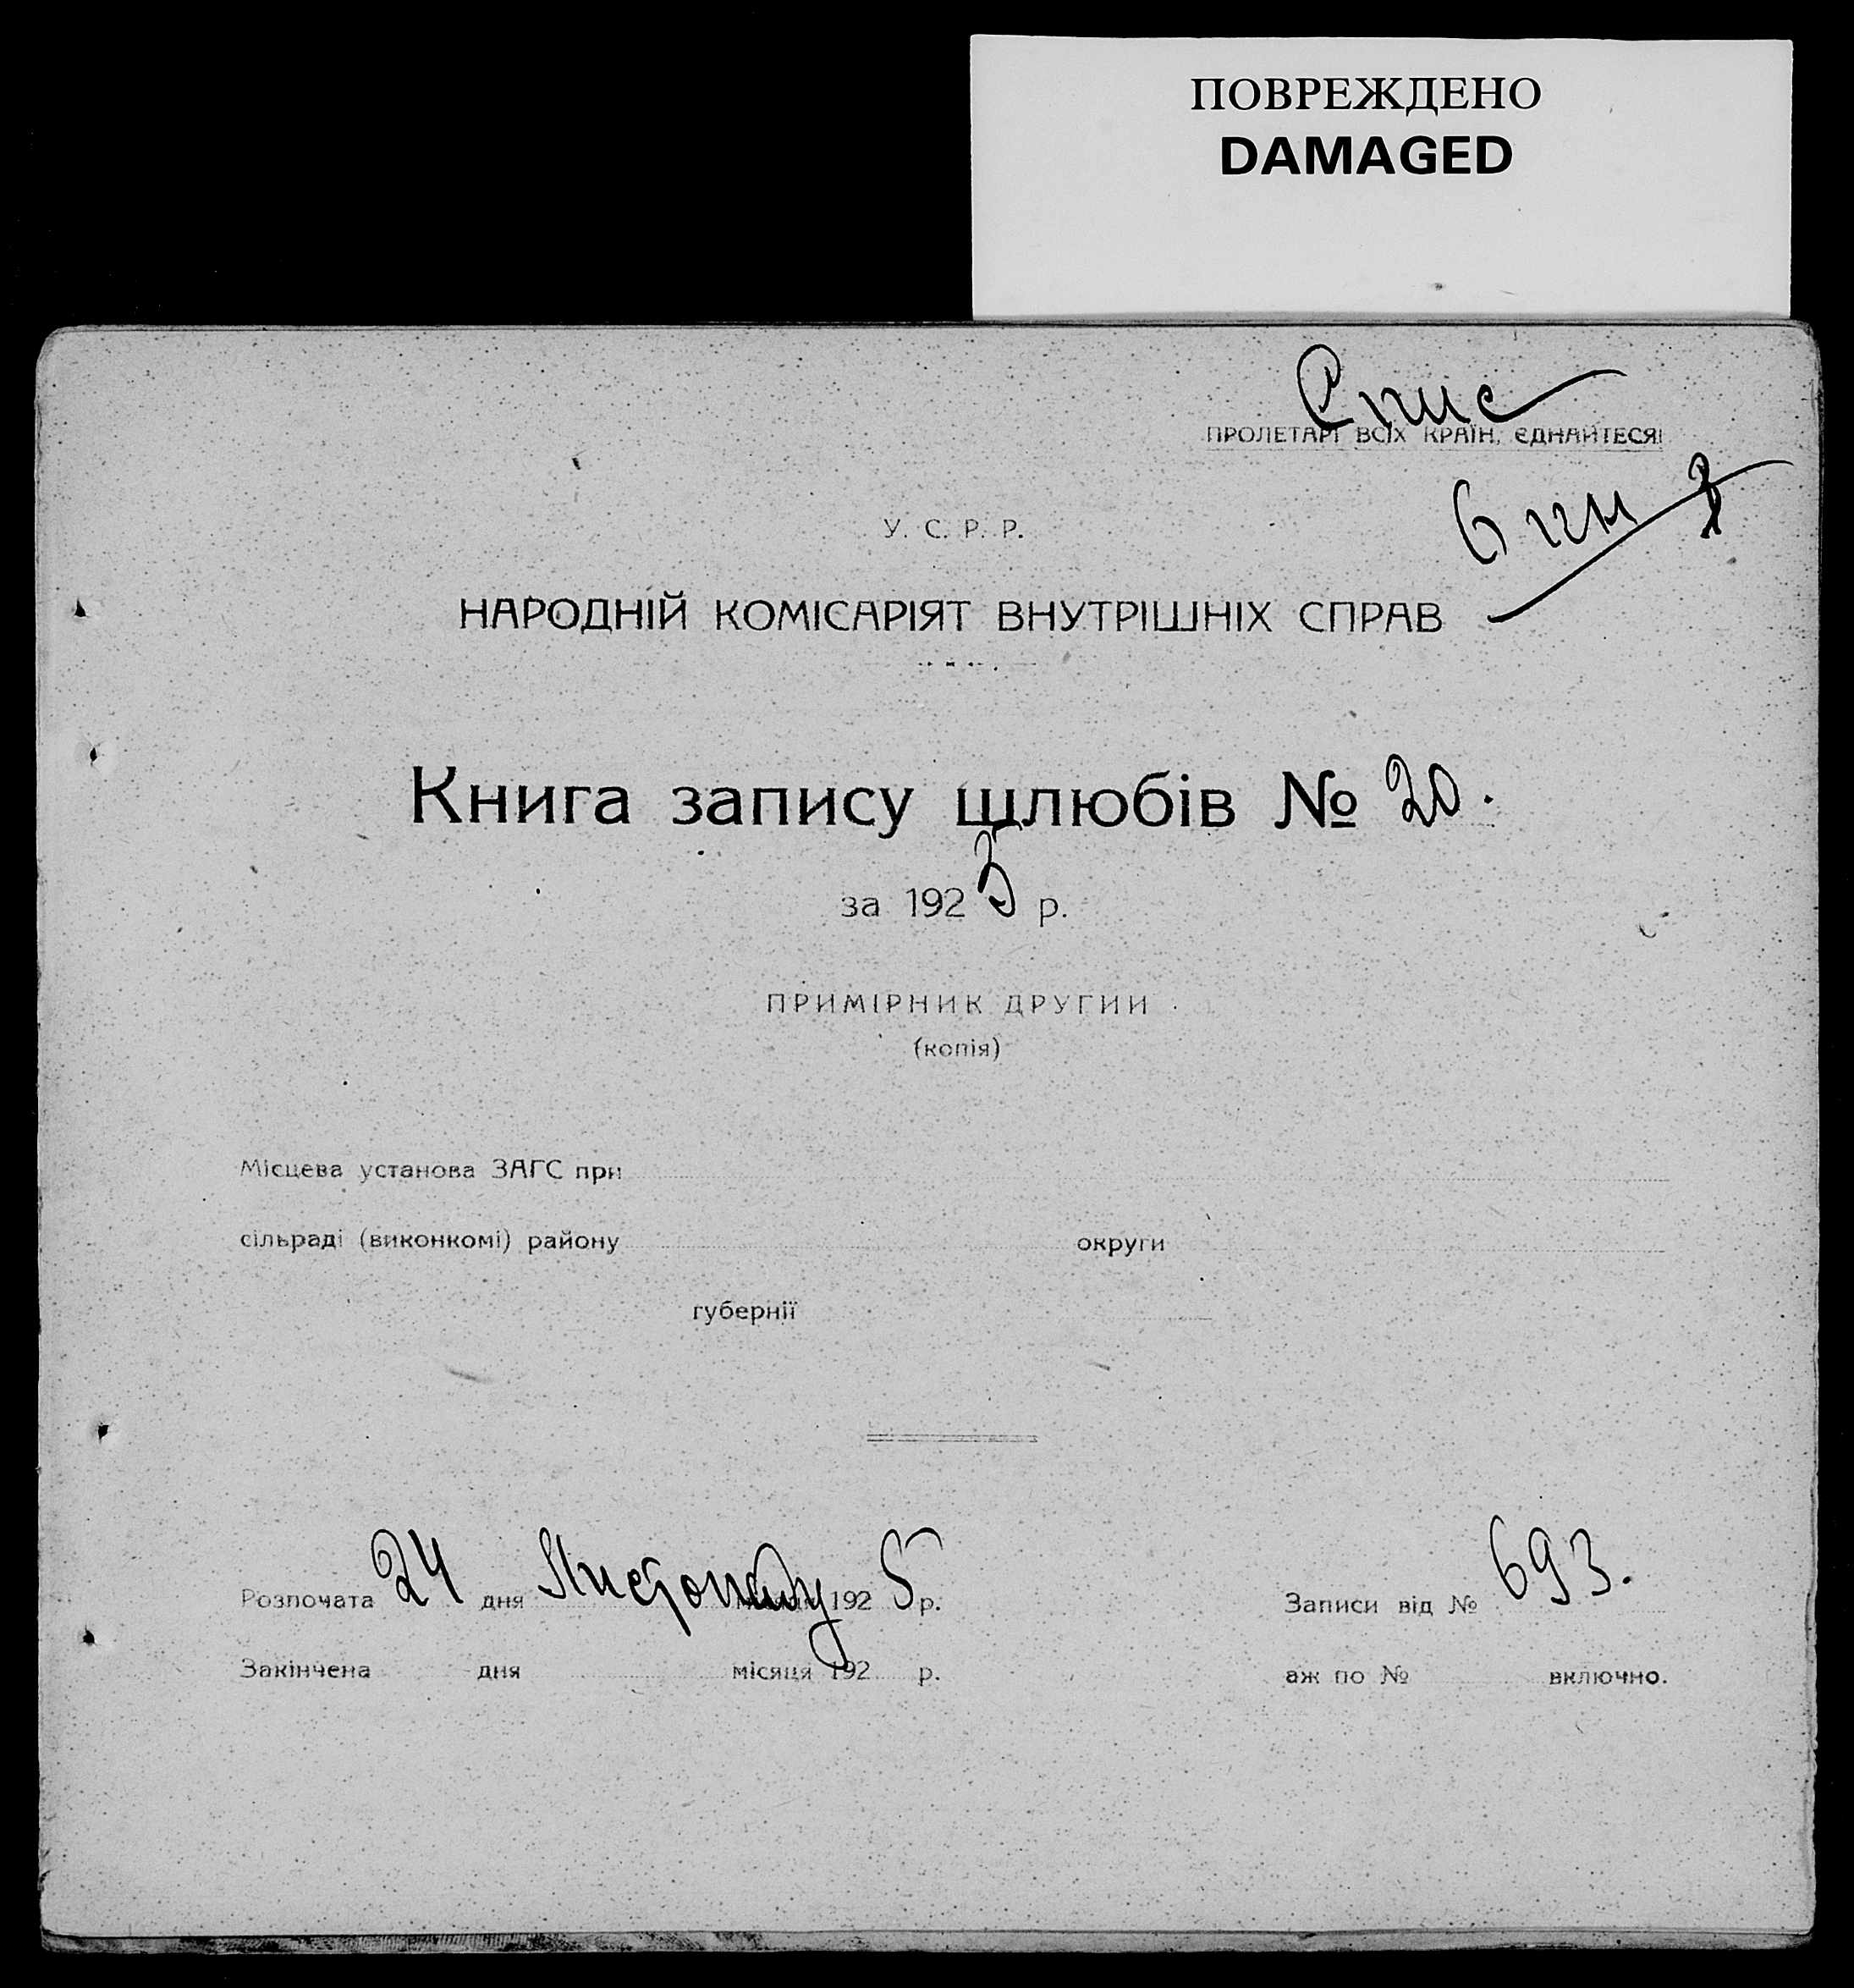 ПОВРЕЖДЕНО
DAMAGED
Спис
ПРОЛЕТАРІ ВСІХ КРАЇН, ЄДНАЙТЕСЯ!
У. С. Р. Р.
НАРОДНІЙ КОМІСАРІЯТ ВНУТРІШНІХ СПРАВ
Книга запису шлюбів № 20.
за 1925 р.
ПРИМІРНИК ДРУГИЙ
(копія)
Місцева установа ЗАГС при
сільраді (виконкомі) району округи
губернії
Розпочата 24 дня Листопаду місяця 1925 р. Записи від № 693.
Закінчена дня місяця 192 р. аж по № включно.